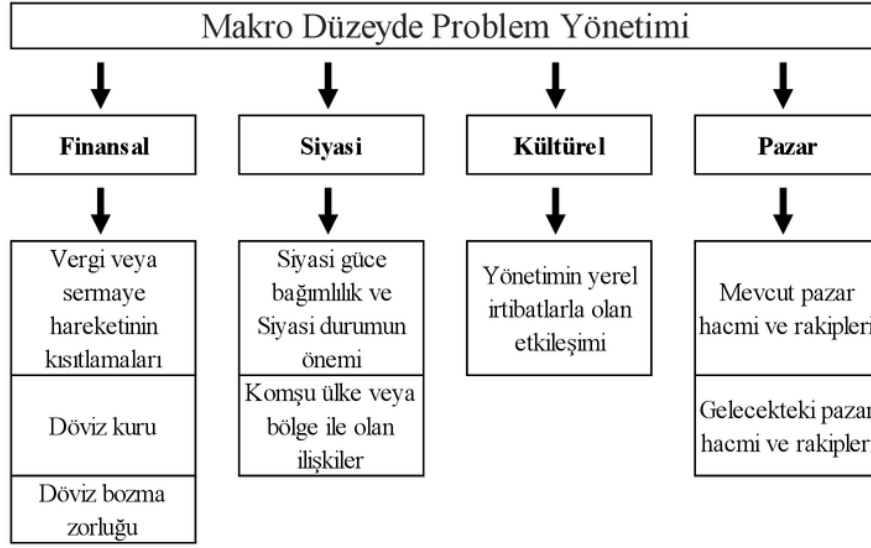 Makro Düzeyde Problem Yönetimi
Finansal
Siyasi
Kültürel
Pazar
Vergi veya
sermaye
hareketinin
kısıtlamaları
Döviz kuru
Döviz bozma
zorluğu
Siyasi güce
bağımlılık ve
Siyasi durumun
önemi
Komşu ülke veya
bölge ile olan
ilişkiler
Yönetimin yerel
irtibatlarla olan
etkileşimi
Mevcut pazar
hacmi ve rakipleri
Gelecekteki pazar
hacmi ve rakipleri